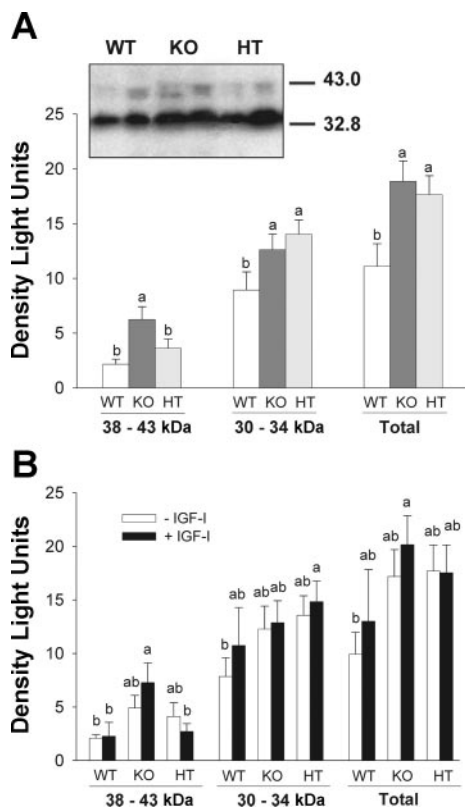 A
WT KO HT
43.0
32.8
Density Light Units
25
20
15
10
5
0
b a b
b a a
b a a
WT KO HT WT KO HT WT KO HT
38 - 43 kDa 30 - 34 kDa Total
B
Density Light Units
25
20
15
10
5
0
- IGF-I
+ IGF-I
b b ab a ab b
b ab ab ab ab a
b ab ab a ab ab
WT KO HT WT KO HT WT KO HT
38 - 43 kDa 30 - 34 kDa Total